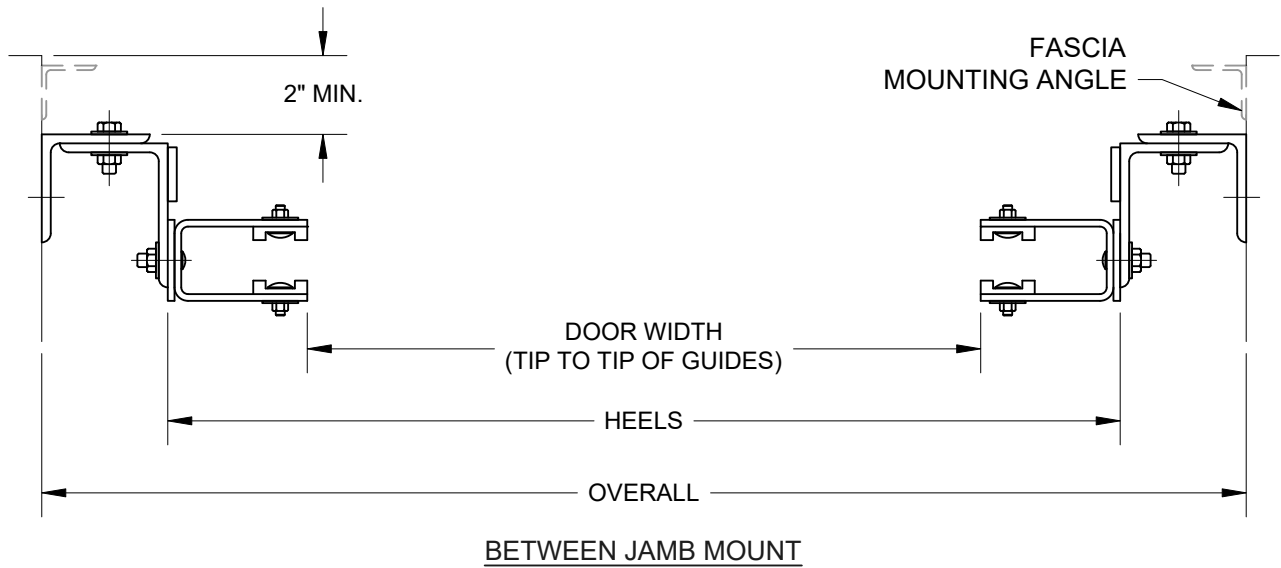 FASCIA
MOUNTING ANGLE
2" MIN.
DOOR WIDTH
(TIP TO TIP OF GUIDES)
HEELS
OVERALL
BETWEEN JAMB MOUNT